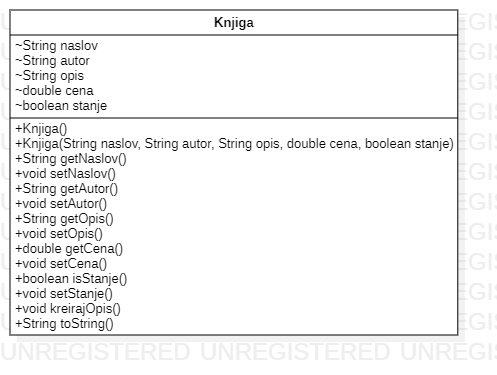 Knjiga
~String naslov
~String autor
~String opis
~double cena
~boolean stanje
+Knjiga()
+Knjiga(String naslov, String autor, String opis, double cena, boolean stanje)
+String getNaslov()
+void setNaslov()
+String getAutor()
+void setAutor()
+String getOpis()
+void setOpis()
+double getCena()
+void setCena()
+boolean isStanje()
+void setStanje()
+void kreirajOpis()
+String toString()
UNREGISTERED UNREGISTERED